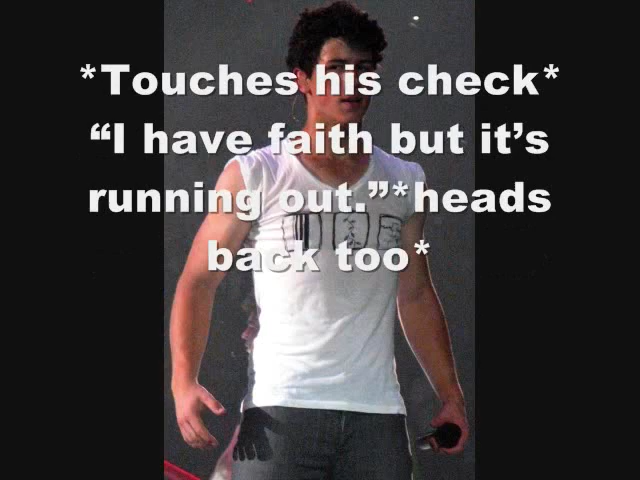 *Touches his check*
“I have faith but it’s
running out.”*heads
back too*